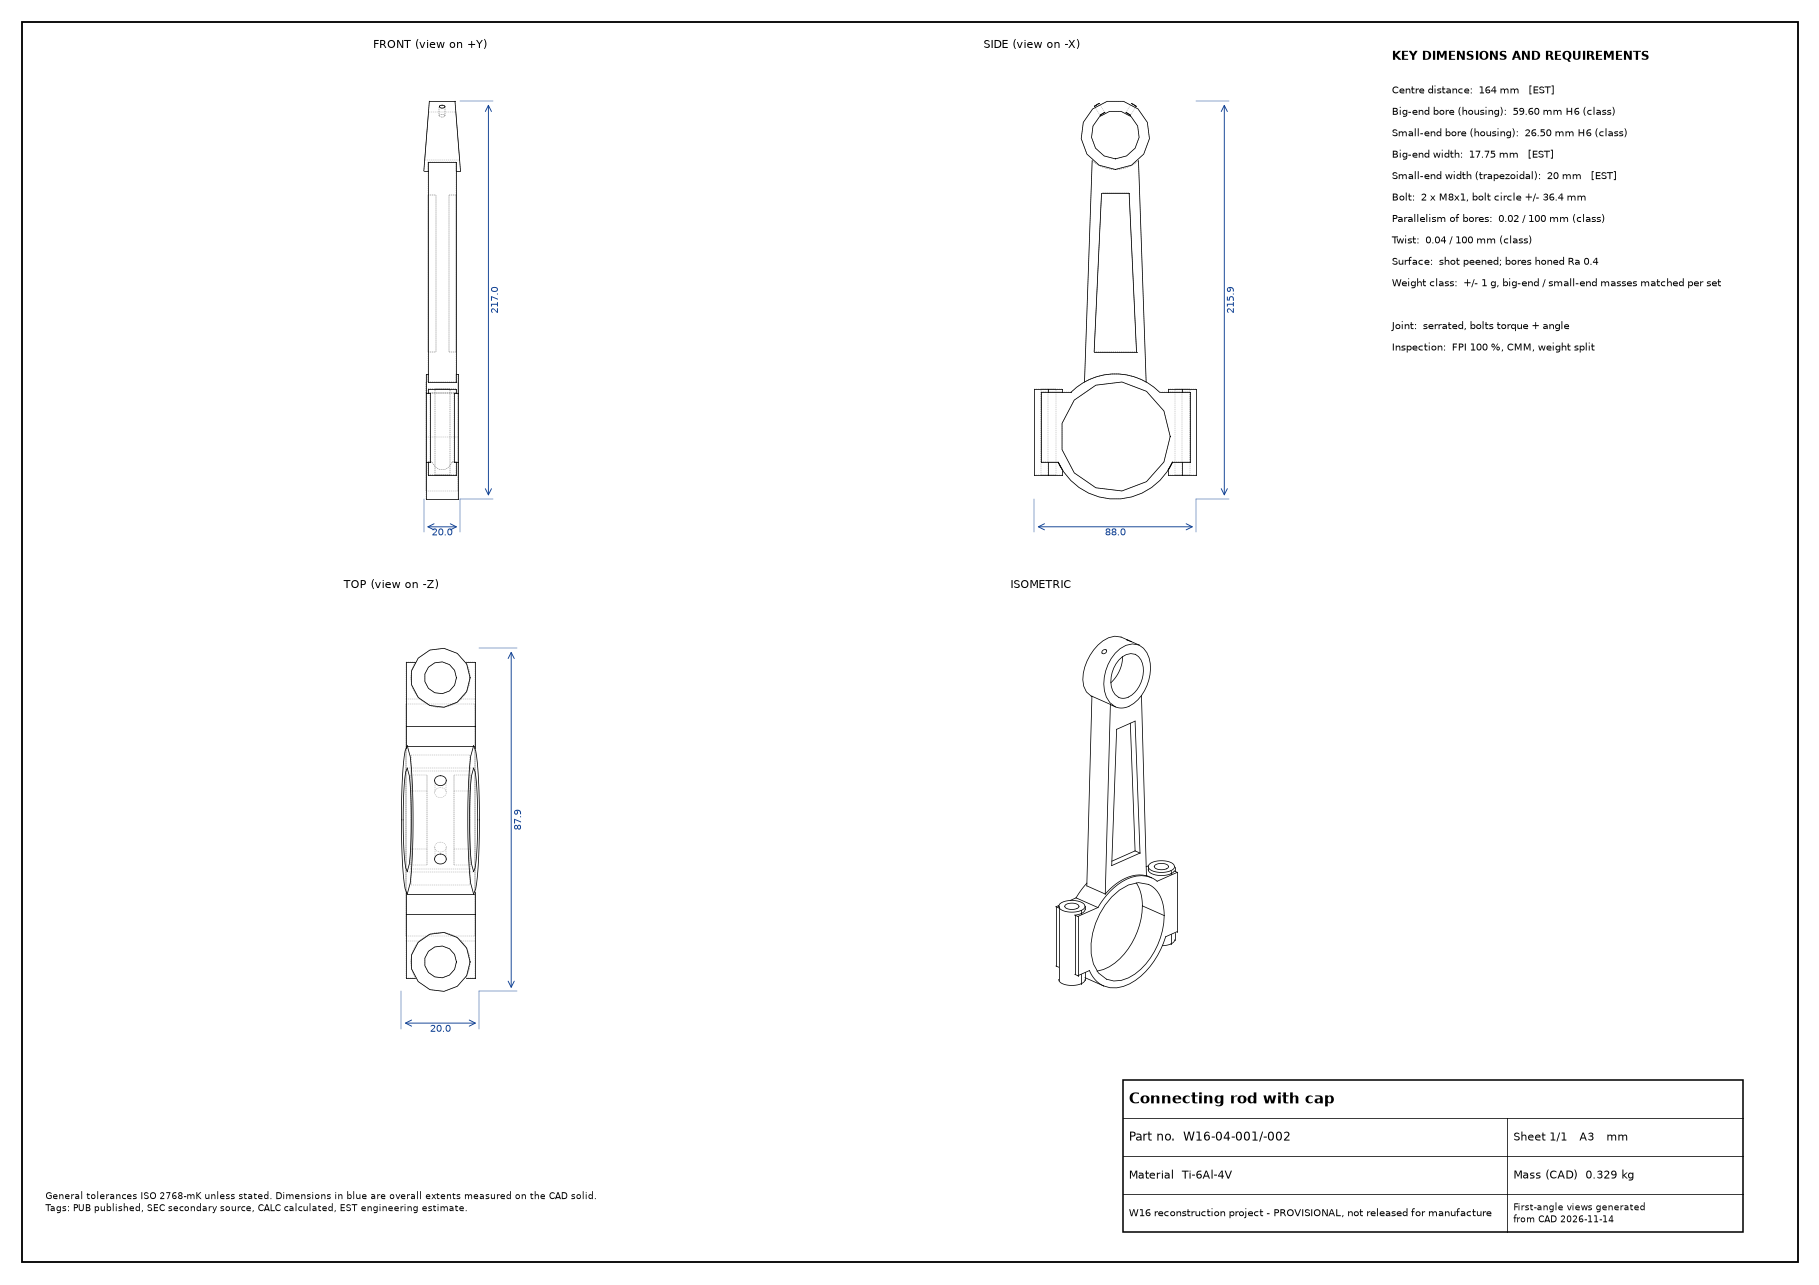 FRONT (view on +Y)
217.0
20.0
SIDE (view on -X)
215.9
88.0
TOP (view on -Z)
87.9
20.0
ISOMETRIC
KEY DIMENSIONS AND REQUIREMENTS
Centre distance:  164 mm   [EST]
Big-end bore (housing):  59.60 mm H6 (class)
Small-end bore (housing):  26.50 mm H6 (class)
Big-end width:  17.75 mm   [EST]
Small-end width (trapezoidal):  20 mm   [EST]
Bolt:  2 x M8x1, bolt circle +/- 36.4 mm
Parallelism of bores:  0.02 / 100 mm (class)
Twist:  0.04 / 100 mm (class)
Surface:  shot peened; bores honed Ra 0.4
Weight class:  +/- 1 g, big-end / small-end masses matched per set
Joint:  serrated, bolts torque + angle
Inspection:  FPI 100 %, CMM, weight split
General tolerances ISO 2768-mK unless stated. Dimensions in blue are overall extents measured on the CAD solid.
Tags: PUB published, SEC secondary source, CALC calculated, EST engineering estimate.
Connecting rod with cap
Part no.  W16-04-001/-002
Sheet 1/1   A3   mm
Material  Ti-6Al-4V
Mass (CAD)  0.329 kg
W16 reconstruction project - PROVISIONAL, not released for manufacture
First-angle views generated
from CAD 2026-11-14